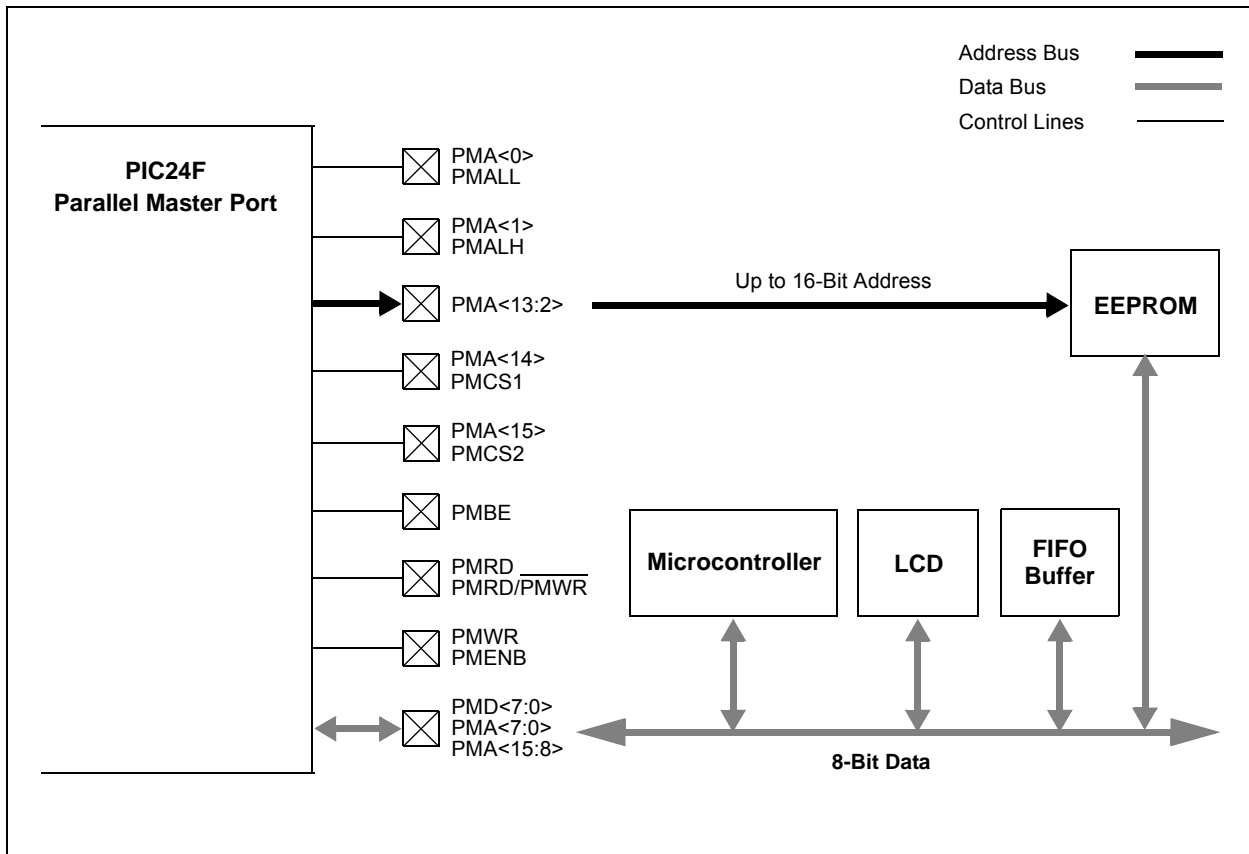 Address Bus
Data Bus
Control Lines
PIC24F
Parallel Master Port
PMA<0>
PMALL
PMA<1>
PMALH
PMA<13:2>
Up to 16-Bit Address
EEPROM
PMA<14>
PMCS1
PMA<15>
PMCS2
PMBE
PMRD
PMRD/PMWR
PMWR
PMENB
Microcontroller
LCD
FIFO
Buffer
PMD<7:0>
PMA<7:0>
PMA<15:8>
8-Bit Data